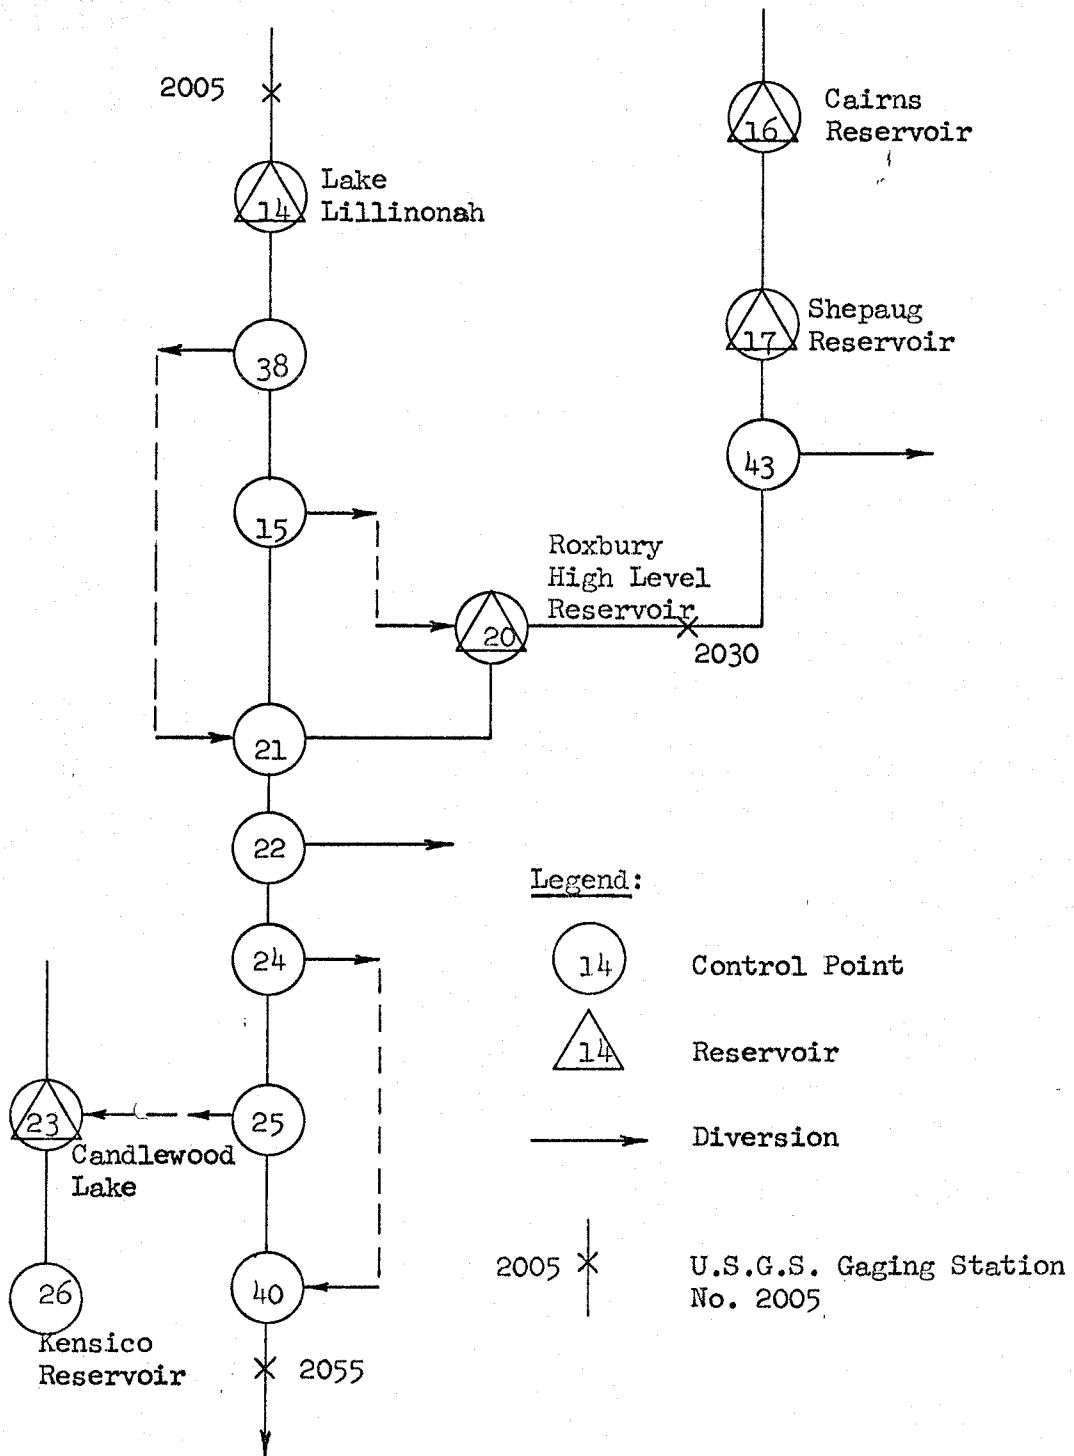 2005
14
Lake
Lillinonah
16
Cairns
Reservoir
38
17
Shepaug
Reservoir
43
15
Roxbury
High Level
Reservoir
20
2030
21
22
24
23
Candlewood
Lake
25
26
Kensico
Reservoir
40
2055
Legend:
14
Control Point
14
Reservoir
Diversion
2005
U.S.G.S. Gaging Station
No. 2005